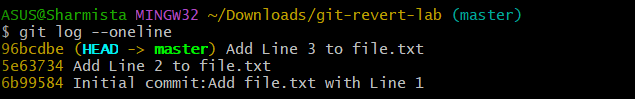 ASUS@Sharmista MINGW32 ~/Downloads/git-revert-lab (master)
$ git log --oneline
96bcdbe (HEAD -> master) Add Line 3 to file.txt
5e63734 Add Line 2 to file.txt
6b99584 Initial commit:Add file.txt with Line 1